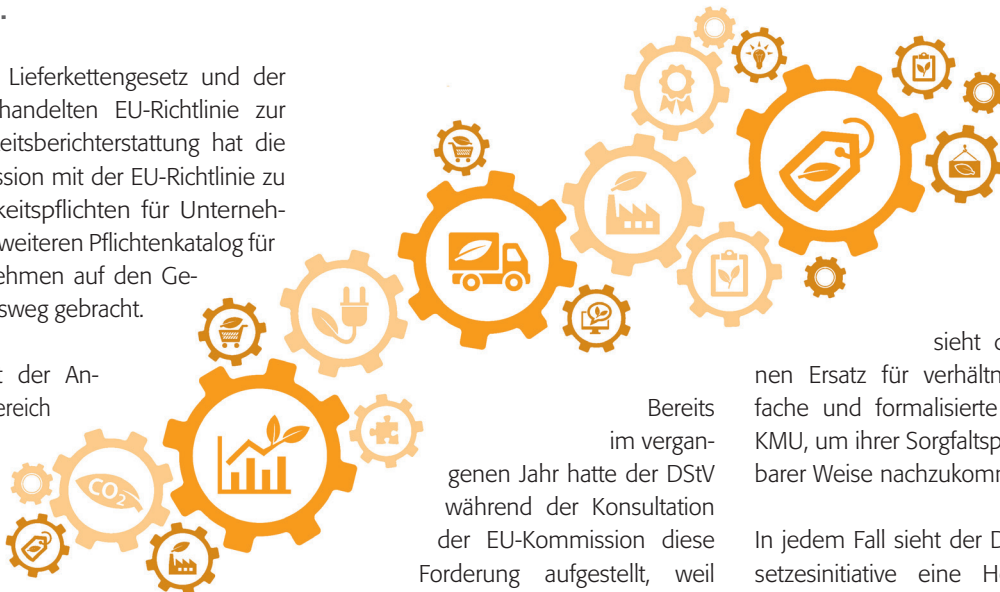 .
Lieferkettengesetz und der
handelten EU-Richtlinie zur
eitsberichterstattung hat die
ssion mit der EU-Richtlinie zu
keitspflichten für Unterneh-
weiteren Pflichtenkatalog für
ehmen auf den Ge-
sweg gebracht.
t der An-
ereich
CO2
Bereits
im vergan-
genen Jahr hatte der DStV
während der Konsultation
der EU-Kommission diese
Forderung aufgestellt, weil
sieht d
nen Ersatz für verhältn
fache und formalisierte
KMU, um ihrer Sorgfaltsp
barer Weise nachzukomm
In jedem Fall sieht der D
setzesinitiative eine Ha